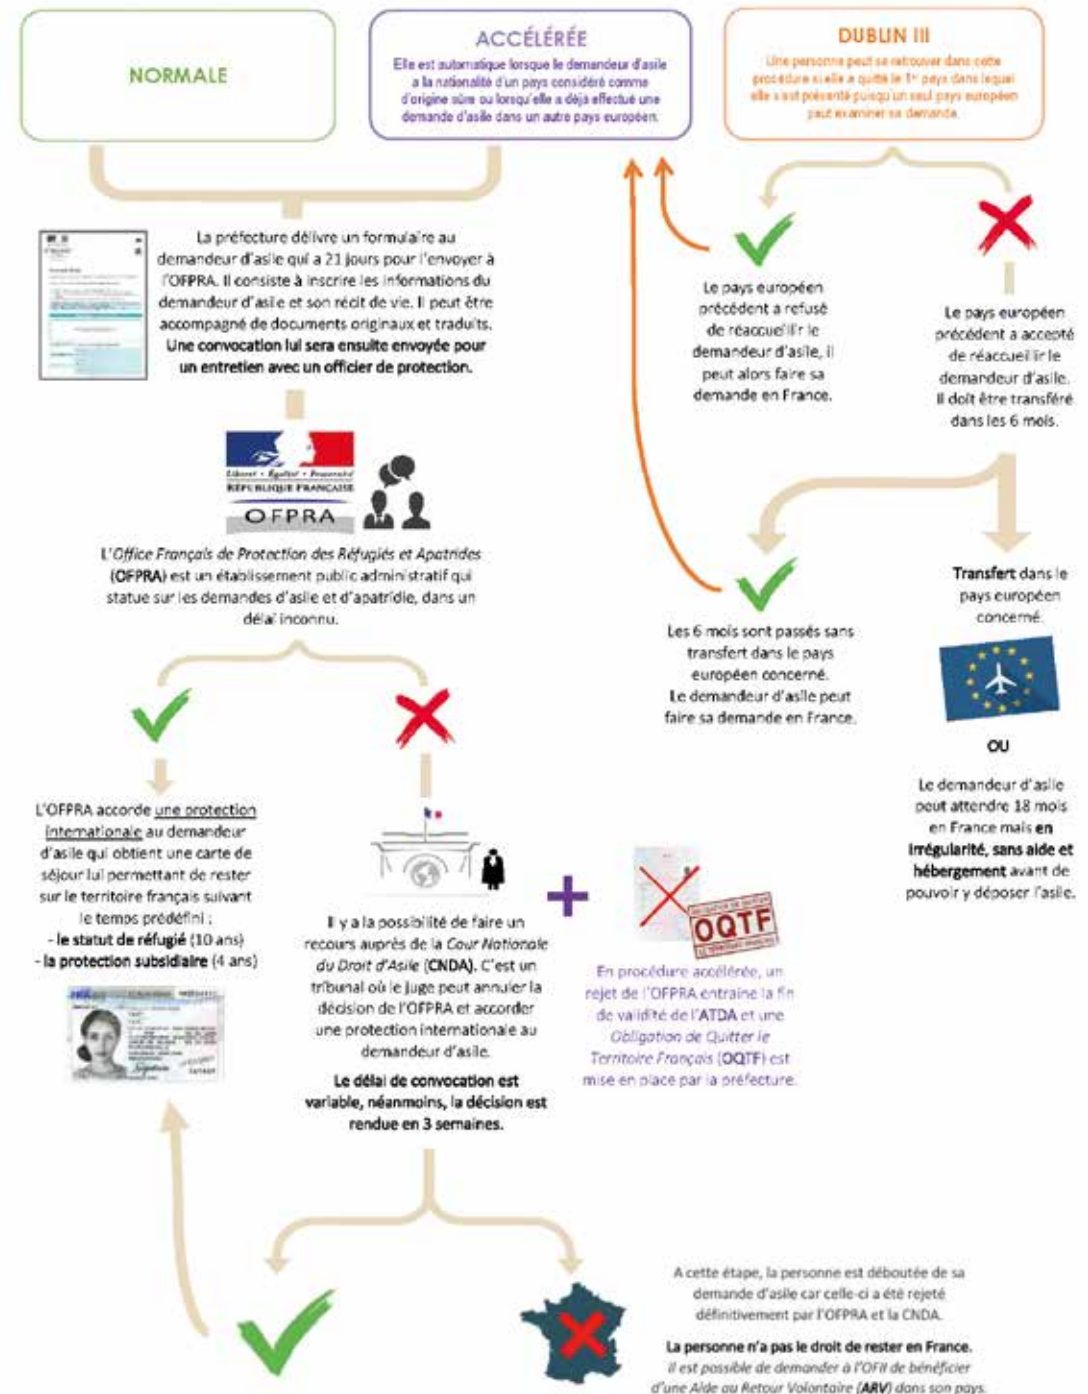 NORMALE
ACCÉLÉRÉE
Elle est automatique lorsque le demandeur d'asile
a la nationalité d'un pays considéré comme
d'origine sûre ou lorsqu'elle a déjà effectué une
demande d'asile dans un autre pays européen.
DUBLIN III
Une personne peut se retrouver dans cette
procédure si elle a quitté le 1er pays dans lequel
elle s'est présenté puisqu'un seul pays européen
peut examiner sa demande.
La préfecture délivre un formulaire au
demandeur d'asile qui a 21 jours pour l'envoyer à
l'OFPRA. Il consiste à inscrire les informations du
demandeur d'asile et son récit de vie. Il peut être
accompagné de documents originaux et traduits.
Une convocation lui sera ensuite envoyée pour
un entretien avec un officier de protection.
Le pays européen
précédent a refusé
de réaccueillir le
demandeur d'asile, il
peut alors faire sa
demande en France.
Le pays européen
précédent a accepté
de réaccueillir le
demandeur d'asile.
Il doit être transféré
dans les 6 mois.
Liberté • Égalité • Fraternité
RÉPUBLIQUE FRANÇAISE
OFPRA
L'Office Français de Protection des Réfugiés et Apatrides
(OFPRA) est un établissement public administratif qui
statue sur les demandes d'asile et d'apatridie, dans un
délai inconnu.
Les 6 mois sont passés sans
transfert dans le pays
européen concerné.
Le demandeur d'asile peut
faire sa demande en France.
Transfert dans le
pays européen
concerné.
OU
Le demandeur d'asile
peut attendre 18 mois
en France mais en
irrégularité, sans aide et
hébergement avant de
pouvoir y déposer l'asile.
L'OFPRA accorde une protection
internationale au demandeur
d'asile qui obtient une carte de
séjour lui permettant de rester
sur le territoire français suivant
le temps prédéfini :
- le statut de réfugié (10 ans)
- la protection subsidiaire (4 ans)
Il y a la possibilité de faire un
recours auprès de la Cour Nationale
du Droit d'Asile (CNDA). C'est un
tribunal où le juge peut annuler la
décision de l'OFPRA et accorder
une protection internationale au
demandeur d'asile.
Le délai de convocation est
variable, néanmoins, la décision est
rendue en 3 semaines.
OQTF
En procédure accélérée, un
rejet de l'OFPRA entraine la fin
de validité de l'ATDA et une
Obligation de Quitter le
Territoire Français (OQTF) est
mise en place par la préfecture.
A cette étape, la personne est déboutée de sa
demande d'asile car celle-ci a été rejeté
définitivement par l'OFPRA et la CNDA.
La personne n'a pas le droit de rester en France.
Il est possible de demander à l'OFII de bénéficier
d'une Aide au Retour Volontaire (ARV) dans son pays.